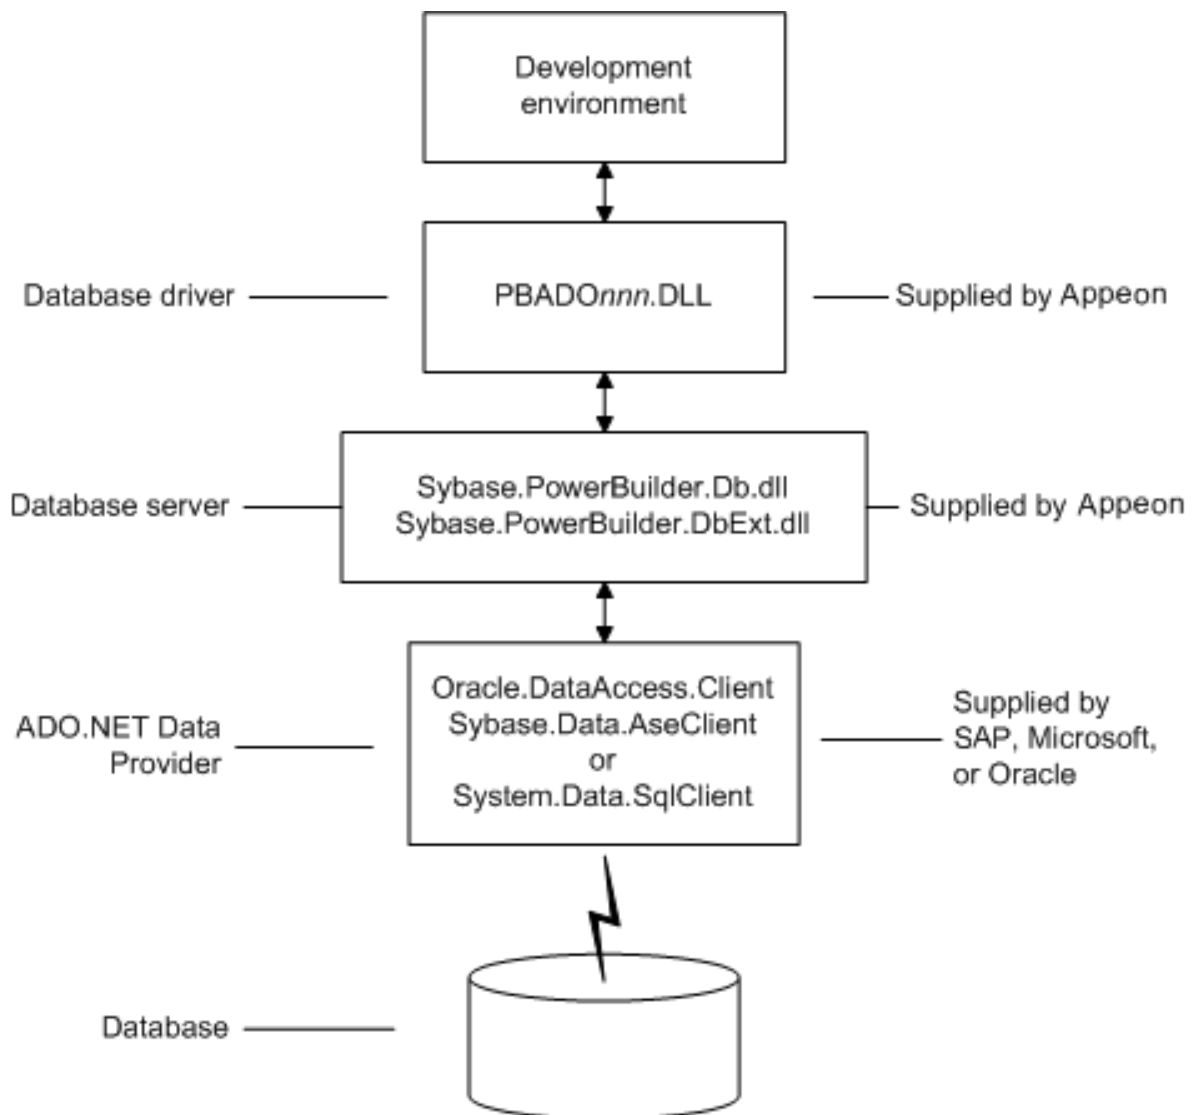 Development
environment
Database driver
PBADOnnn.DLL
Supplied by Appeon
Database server
Sybase.PowerBuilder.Db.dll
Sybase.PowerBuilder.DbExt.dll
Supplied by Appeon
ADO.NET Data
Provider
Oracle.DataAccess.Client
Sybase.Data.AseClient
or
System.Data.SqlClient
Supplied by
SAP, Microsoft,
or Oracle
Database